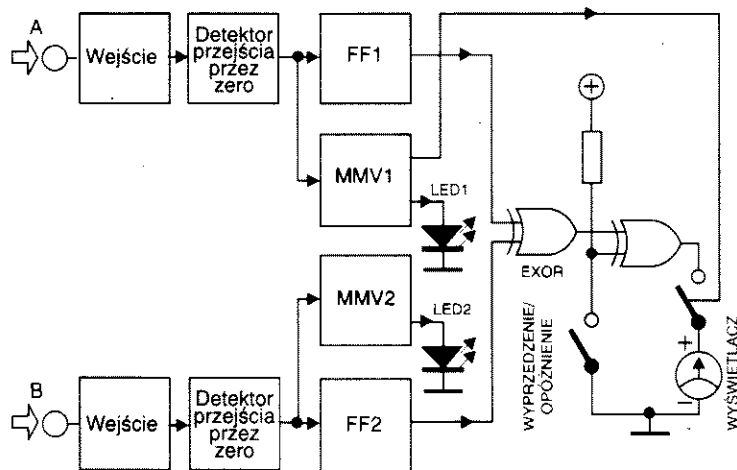 A
Wejście
Detektor
przejścia
przez
zero
FF1
MMV1
LED1
+
EXOR
MMV2
LED2
WYPRZEDZENIE/
OPÓŹNIENIE
+
-
WYŚWIETLACZ
B
Wejście
Detektor
przejścia
przez
zero
FF2